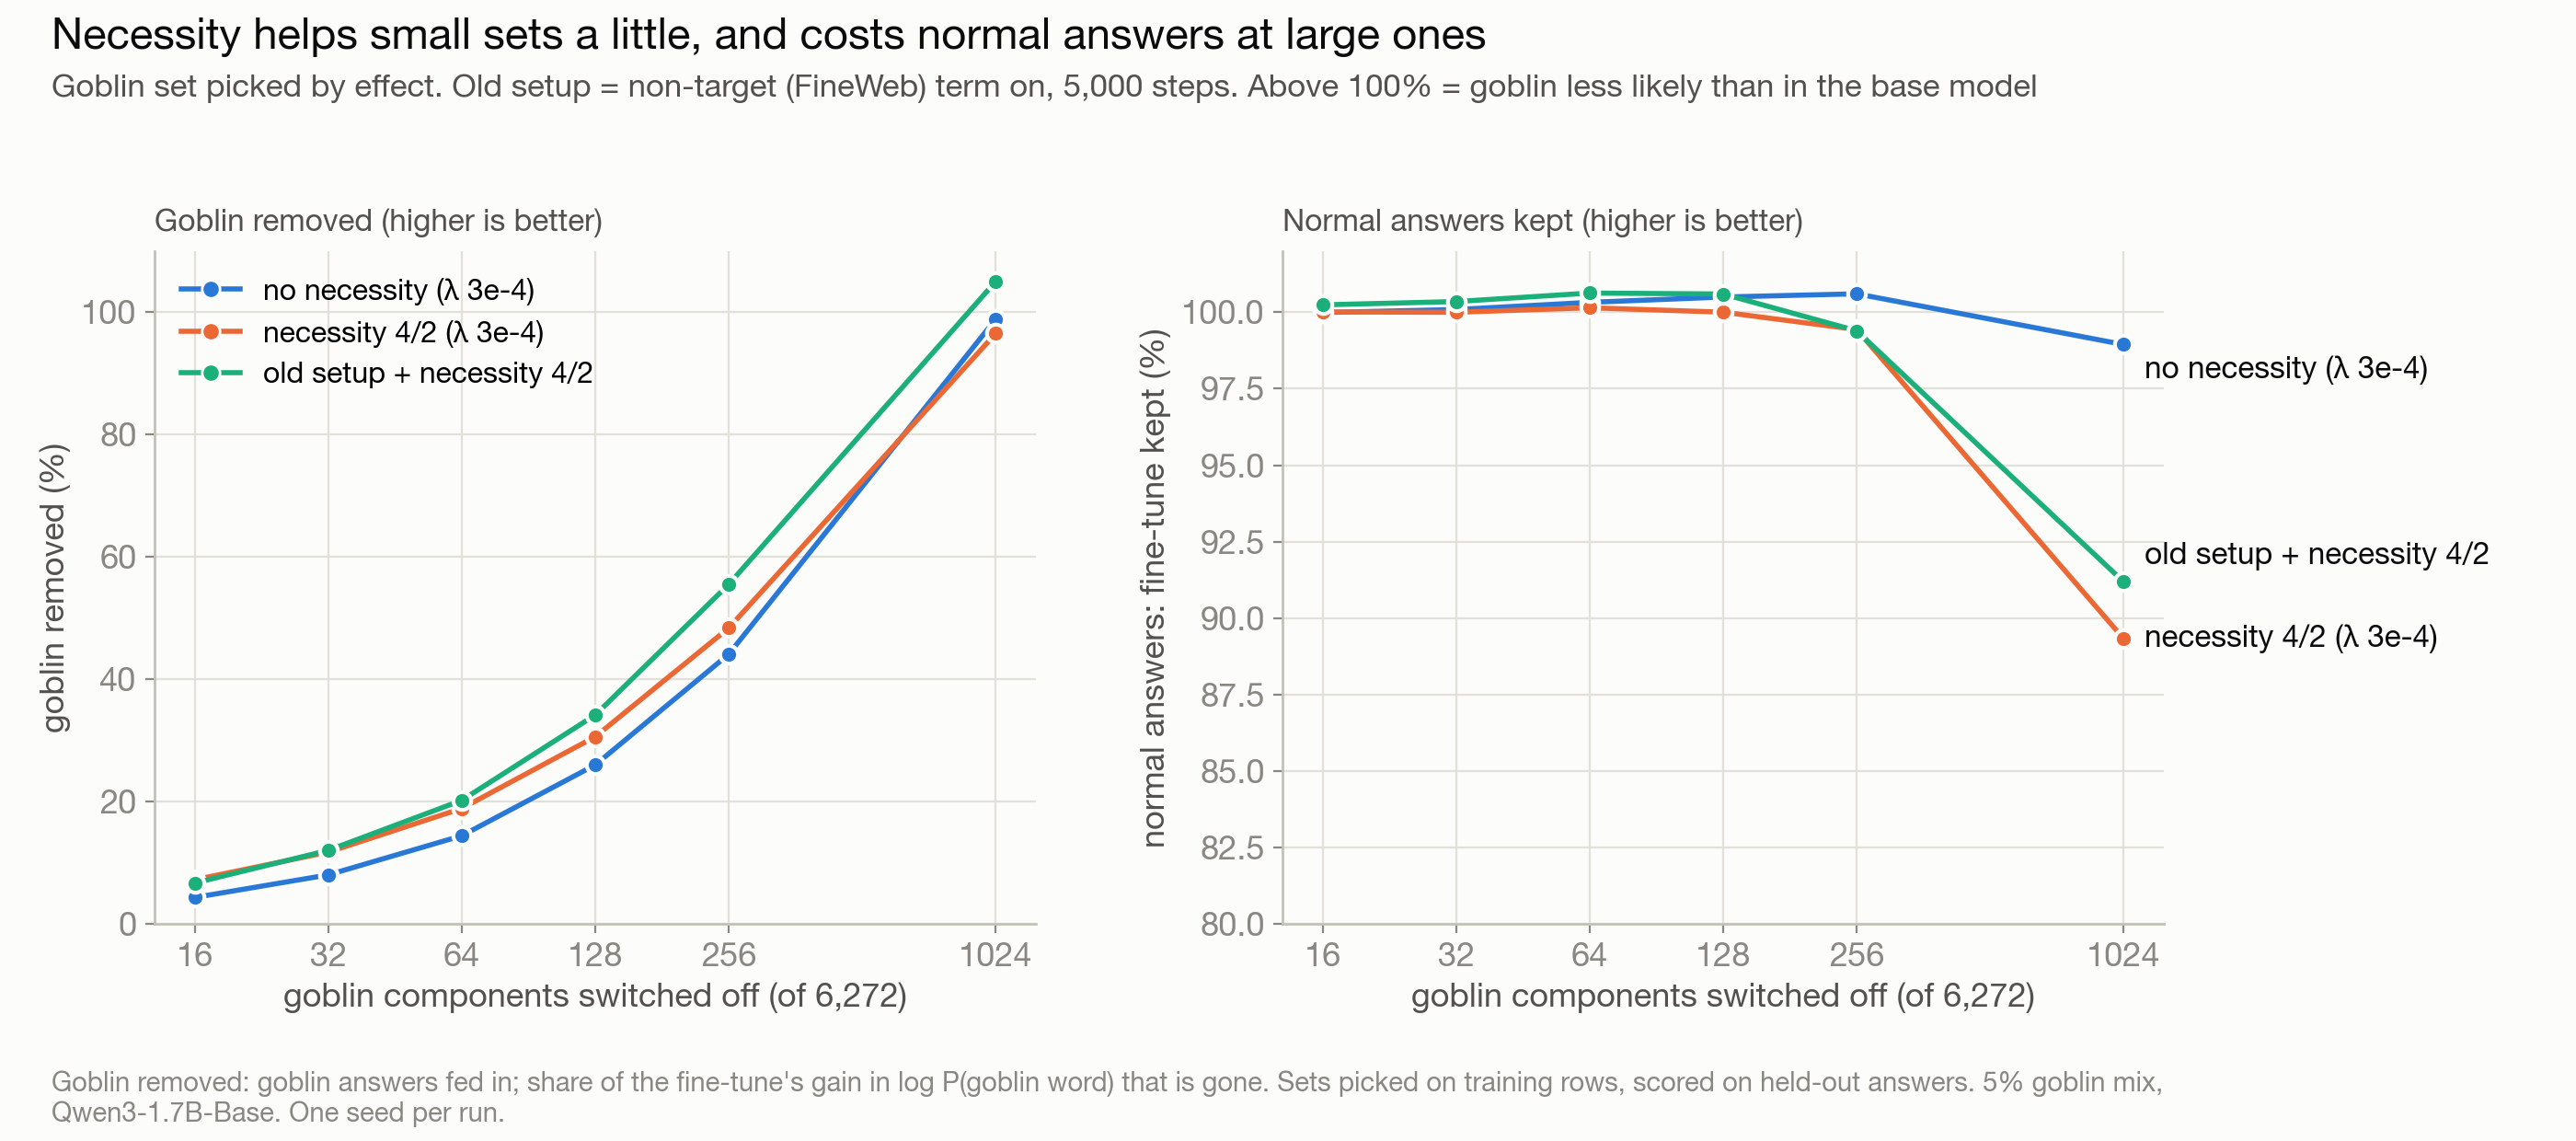 Necessity helps small sets a little, and costs normal answers at large ones
Goblin set picked by effect. Old setup = non-target (FineWeb) term on, 5,000 steps. Above 100% = goblin less likely than in the base model
Goblin removed (higher is better)
no necessity (λ 3e-4)
necessity 4/2 (λ 3e-4)
old setup + necessity 4/2
goblin removed (%)
100
80
60
40
20
0
16 32 64 128 256 1024
goblin components switched off (of 6,272)
Normal answers kept (higher is better)
normal answers: fine-tune kept (%)
100.0
97.5
95.0
92.5
90.0
87.5
85.0
82.5
80.0
no necessity (λ 3e-4)
old setup + necessity 4/2
necessity 4/2 (λ 3e-4)
16 32 64 128 256 1024
goblin components switched off (of 6,272)
Goblin removed: goblin answers fed in; share of the fine-tune's gain in log P(goblin word) that is gone. Sets picked on training rows, scored on held-out answers. 5% goblin mix,
Qwen3-1.7B-Base. One seed per run.